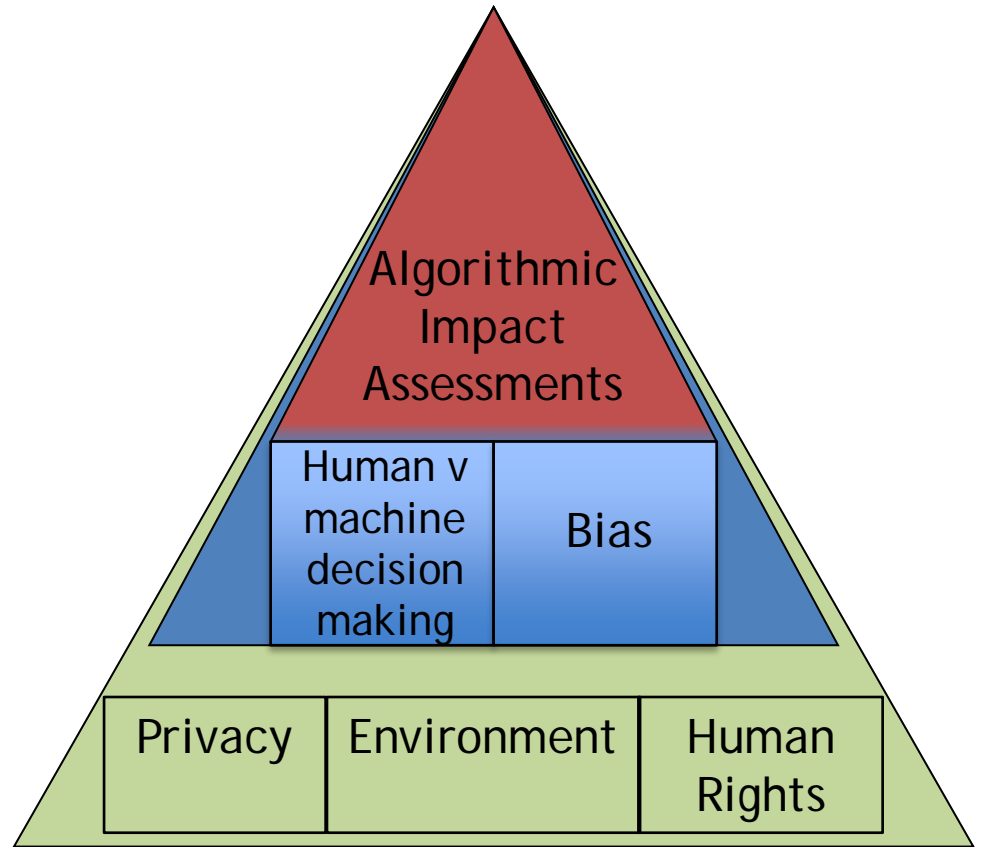 Algorithmic
Impact
Assessments
Human v
machine
decision
making
Bias
Privacy
Environment
Human
Rights